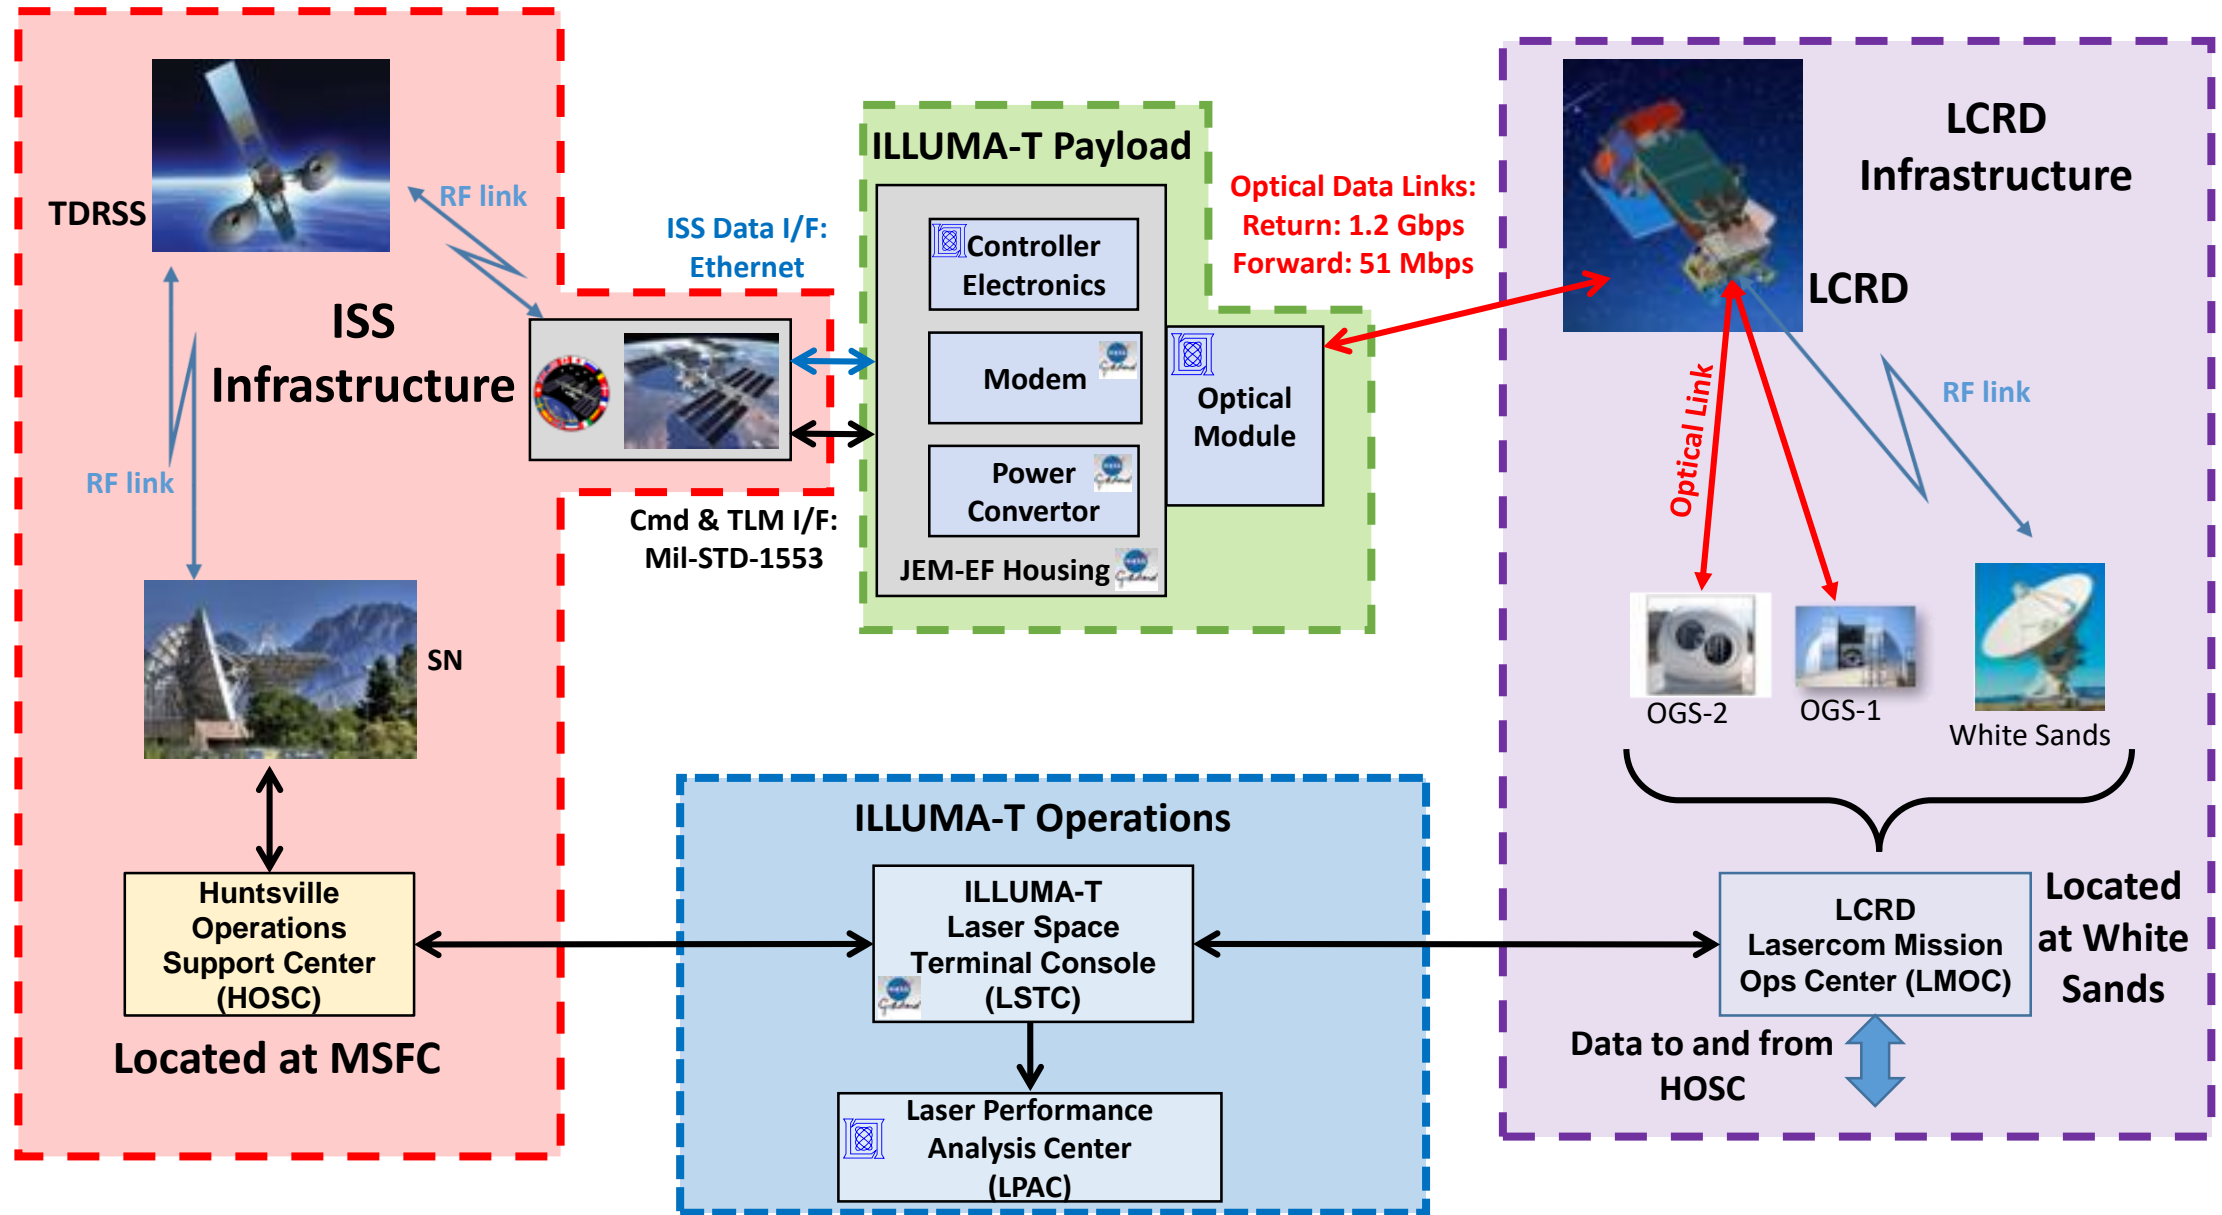 TDRSS
RF link
RF link
ISS
Infrastructure
SN
Huntsville
Operations
Support Center
(HOSC)
Located at MSFC
ISS Data I/F:
Ethernet
Cmd & TLM I/F:
Mil-STD-1553
ILLUMA-T Payload
Controller
Electronics
Modem
Power
Convertor
JEM-EF Housing
Optical
Module
Optical Data Links:
Return: 1.2 Gbps
Forward: 51 Mbps
ILLUMA-T Operations
ILLUMA-T
Laser Space
Terminal Console
(LSTC)
Laser Performance
Analysis Center
(LPAC)
LCRD
Infrastructure
LCRD
Optical Link
RF link
OGS-2
OGS-1
White Sands
LCRD
Lasercom Mission
Ops Center (LMOC)
Located
at White
Sands
Data to and from
HOSC